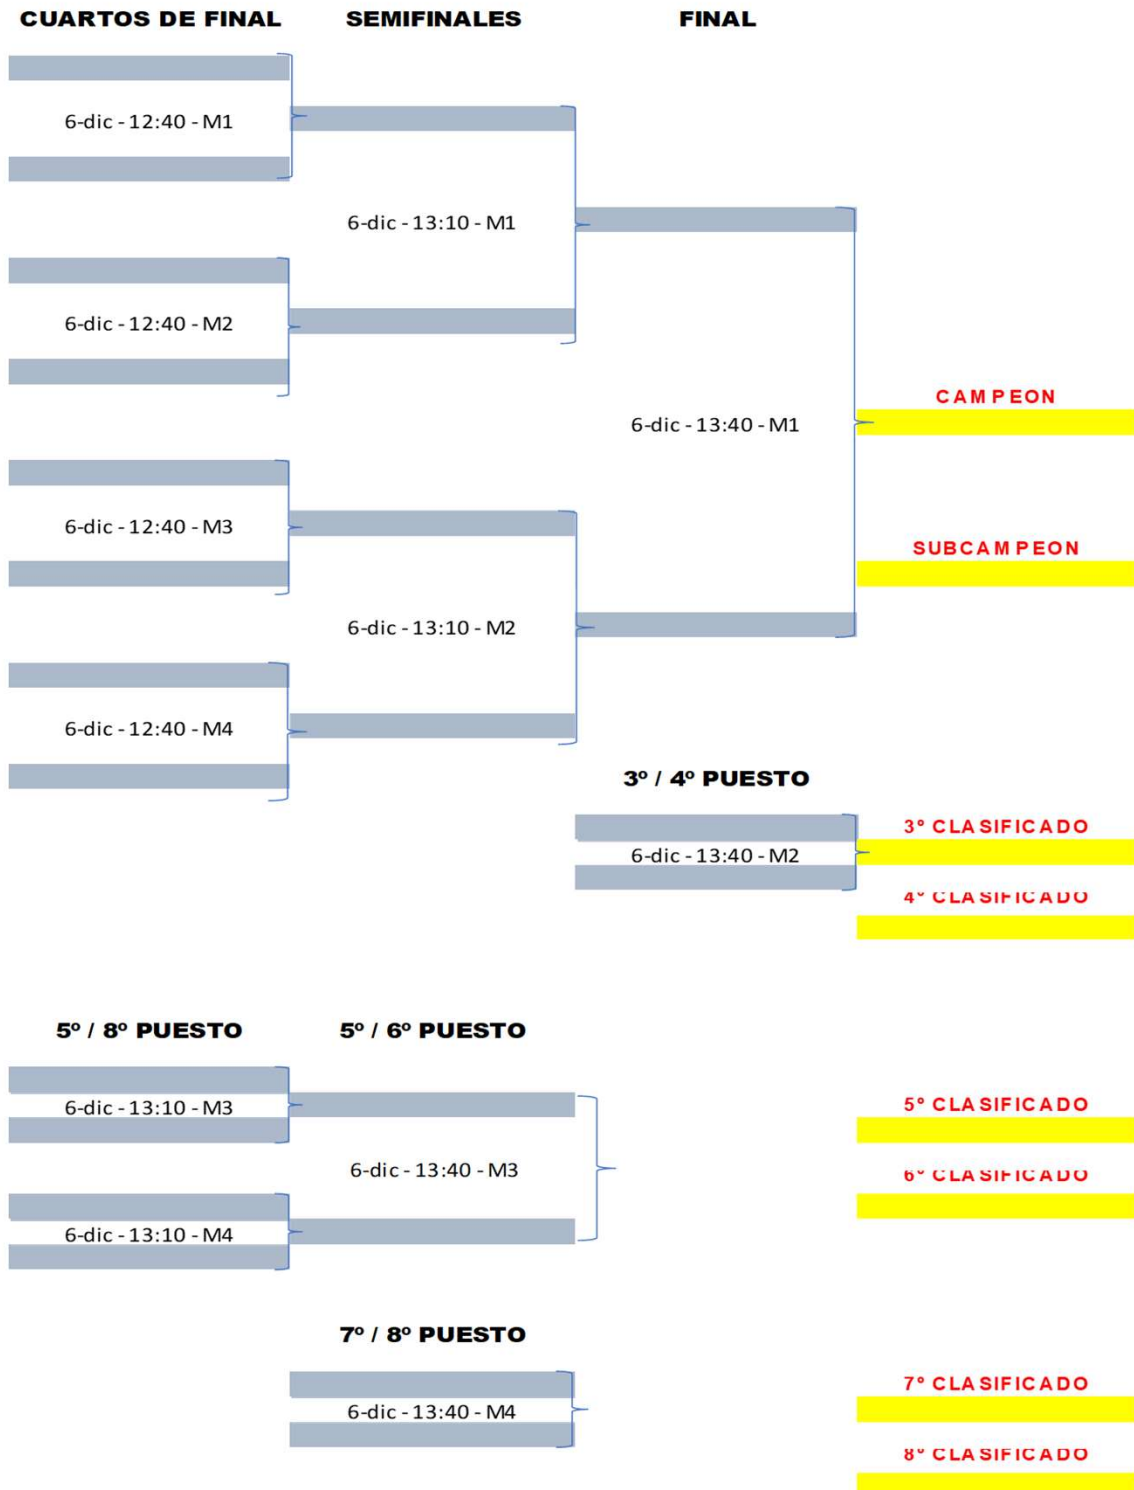 CUARTOS DE FINAL SEMIFINALES FINAL
6-dic - 12:40 - M1
6-dic - 13:10 - M1
6-dic - 12:40 - M2
CAMPEON
6-dic - 13:40 - M1
6-dic - 12:40 - M3
SUBCAMPEON
6-dic - 13:10 - M2
6-dic - 12:40 - M4
3º / 4º PUESTO
3º CLASIFICADO
6-dic - 13:40 - M2
4º CLASIFICADO
5º / 8º PUESTO 5º / 6º PUESTO
5º CLASIFICADO
6-dic - 13:10 - M3
6-dic - 13:40 - M3
6º CLASIFICADO
6-dic - 13:10 - M4
7º / 8º PUESTO
7º CLASIFICADO
6-dic - 13:40 - M4
8º CLASIFICADO